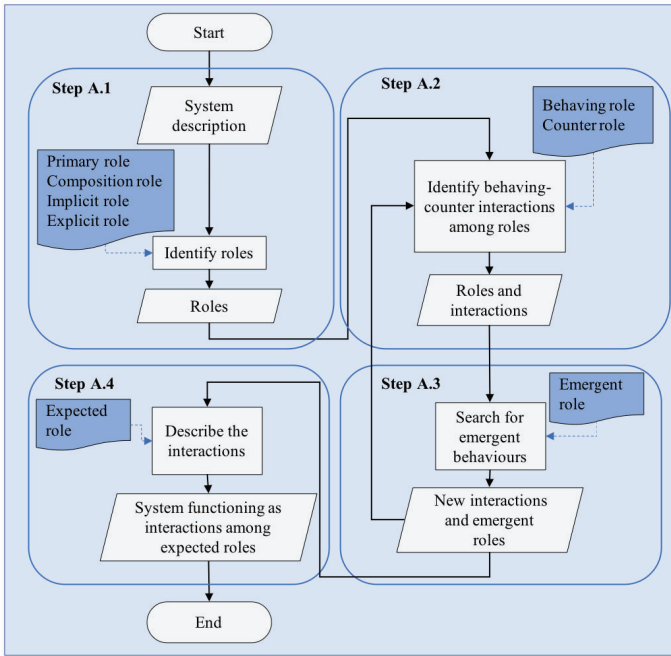 Start
Step A.1
System
description
Primary role
Composition role
Implicit role
Explicit role
Identify roles
Roles
Step A.2
Behaving role
Counter role
Identify behaving-
counter interactions
among roles
Roles and
interactions
Step A.3
Emergent
role
Search for
emergent
behaviours
New interactions
and emergent
roles
Step A.4
Expected
role
Describe the
interactions
System functioning as
interactions among
expected roles
End